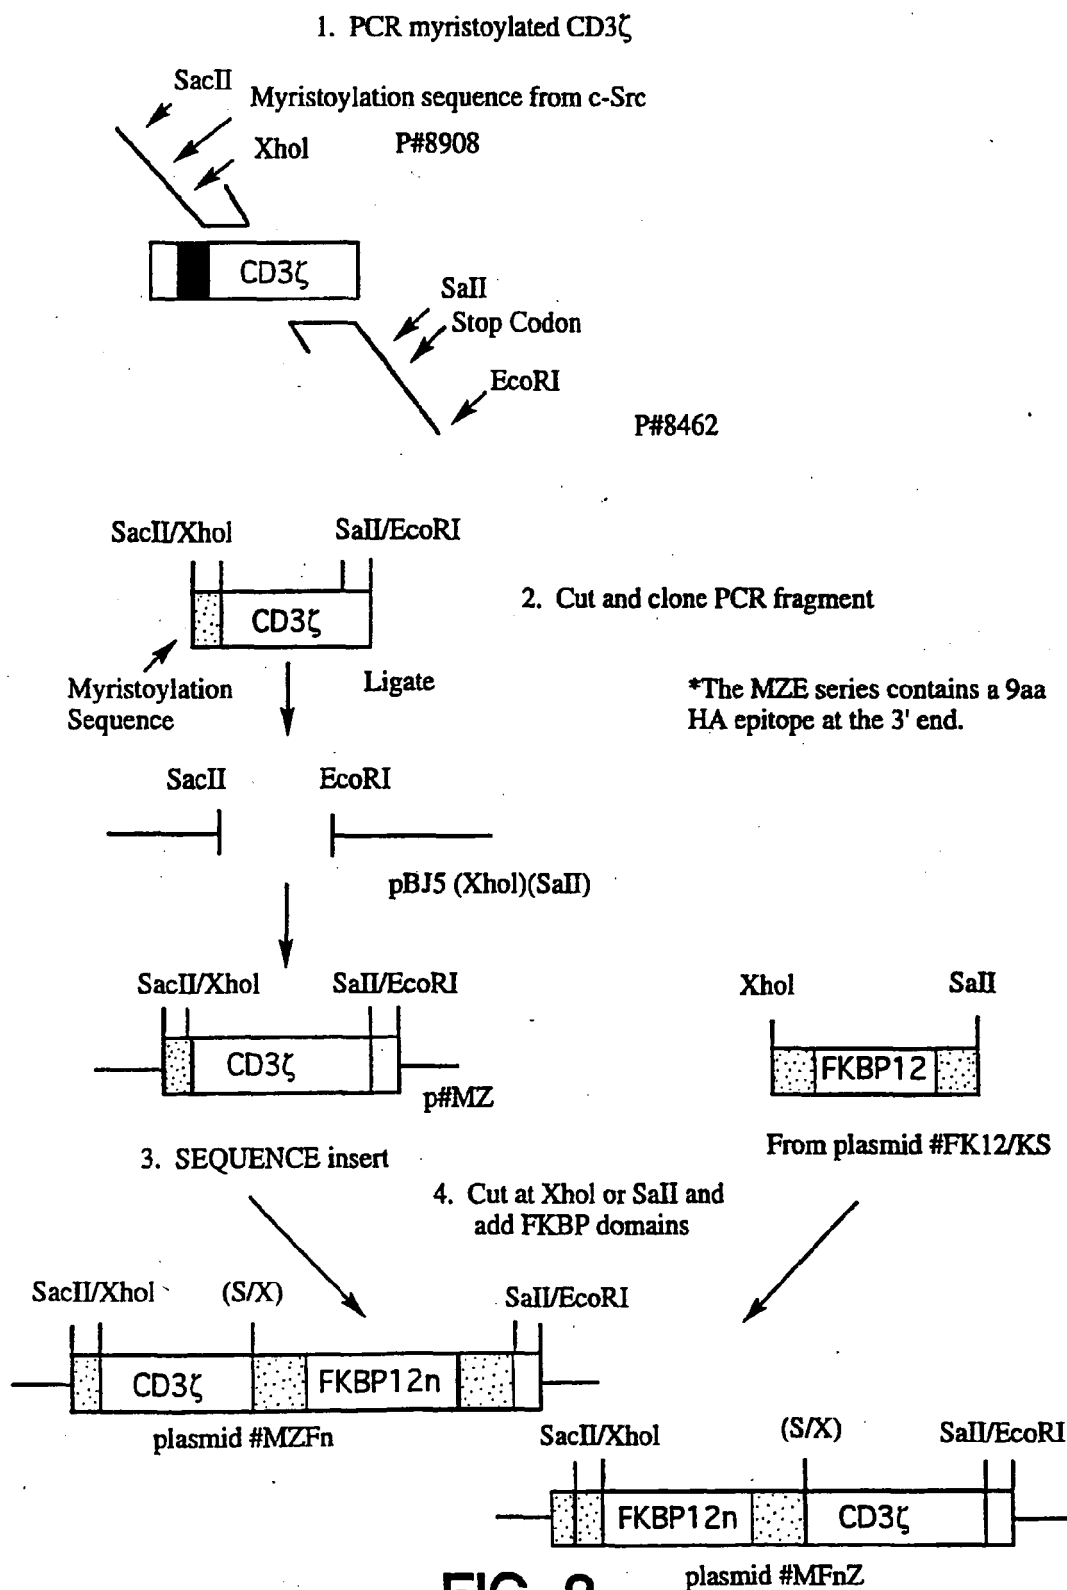 1. PCR myristoylated CD3ζ
SacII
Myristoylation sequence from c-Src
XhoI
P#8908
CD3ζ
SalI
Stop Codon
EcoRI
P#8462
SacII/XhoI
SalI/EcoRI
2. Cut and clone PCR fragment
CD3ζ
Myristoylation
Sequence
Ligate
*The MZE series contains a 9aa
HA epitope at the 3' end.
SacII
EcoRI
pBJ5 (XhoI)(SalI)
SacII/XhoI
SalI/EcoRI
XhoI
SalI
CD3ζ
FKBP12
p#MZ
From plasmid #FK12/KS
3. SEQUENCE insert
4. Cut at XhoI or SalI and
add FKBP domains
SacII/XhoI
(S/X)
SalI/EcoRI
CD3ζ
FKBP12n
plasmid #MZFn
SacII/XhoI
(S/X)
SalI/EcoRI
FKBP12n
CD3ζ
plasmid #MFnZ